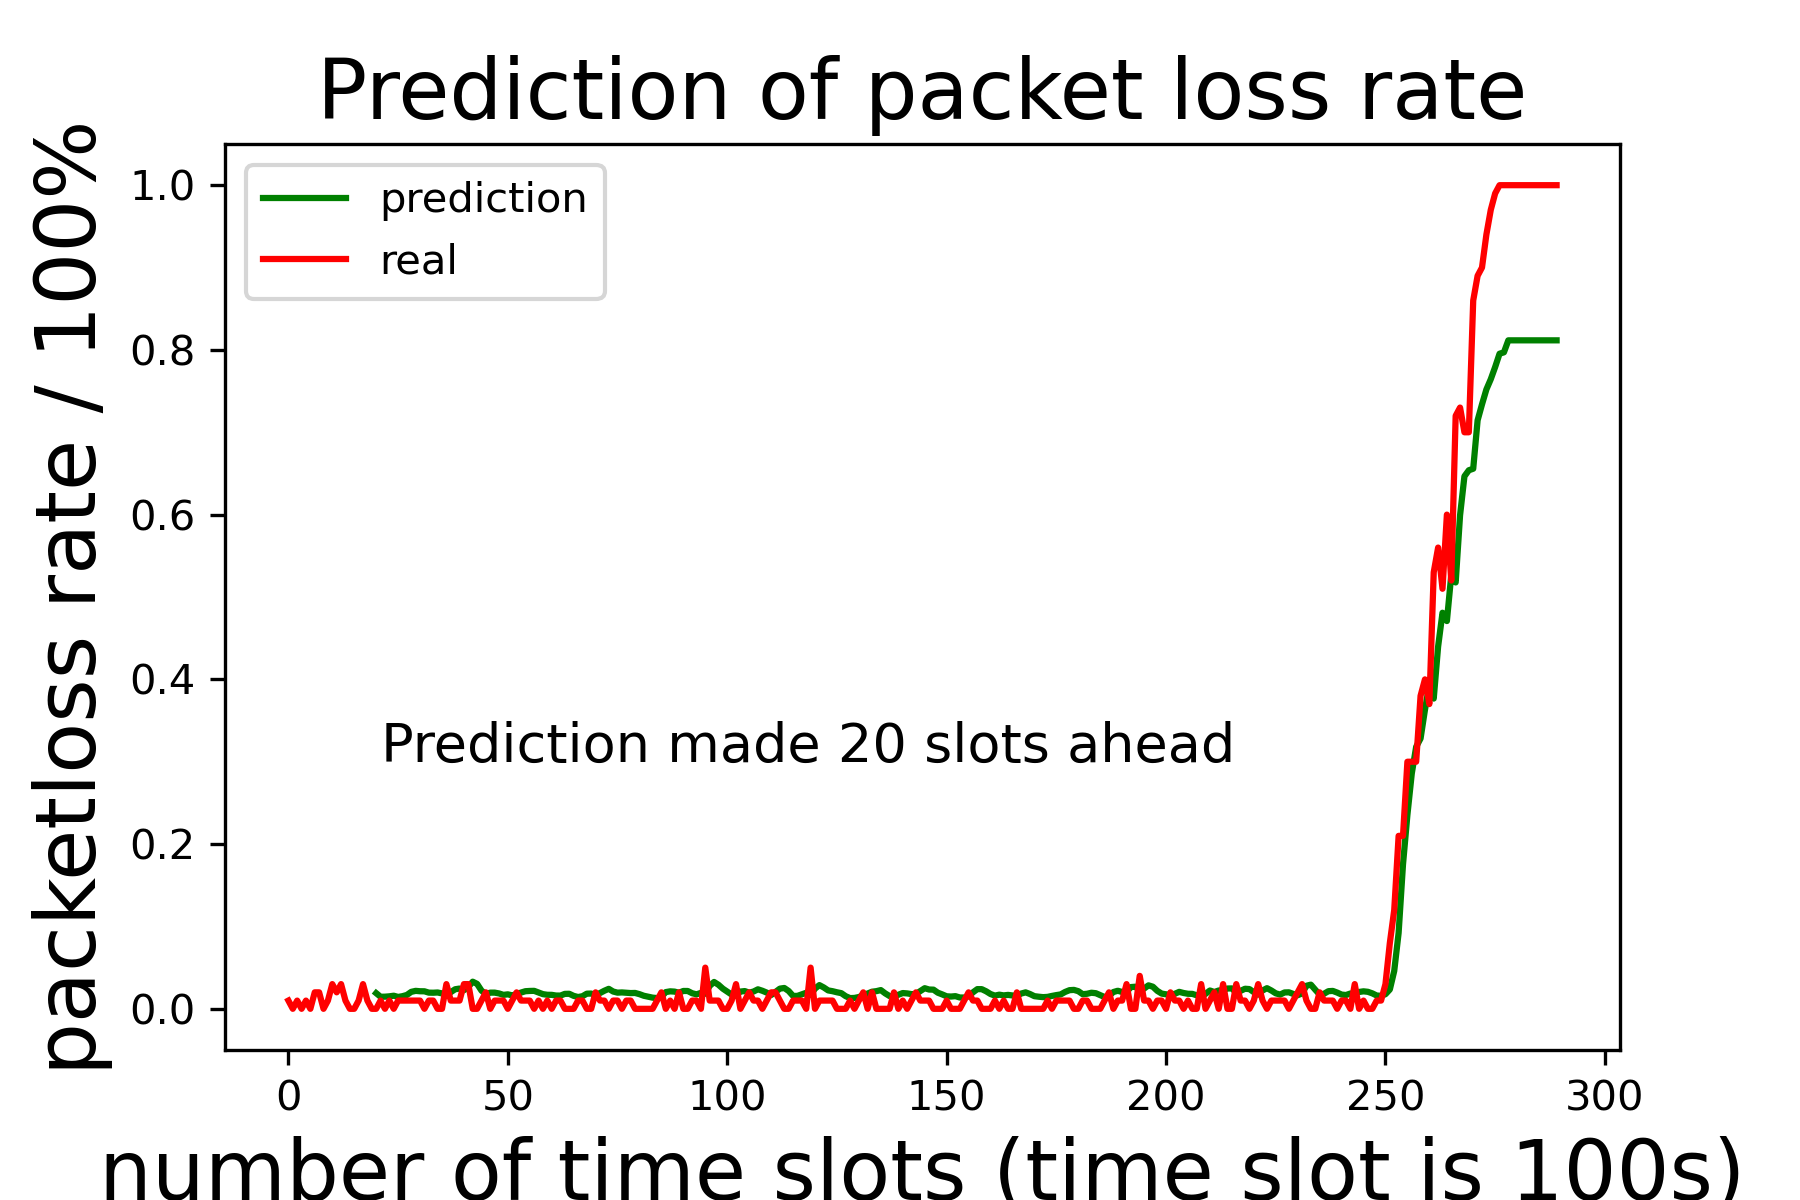 Prediction of packet loss rate
packetloss rate / 100%
1.0
0.8
0.6
0.4
0.2
0.0
prediction
real
Prediction made 20 slots ahead
0 50 100 150 200 250 300
number of time slots (time slot is 100s)